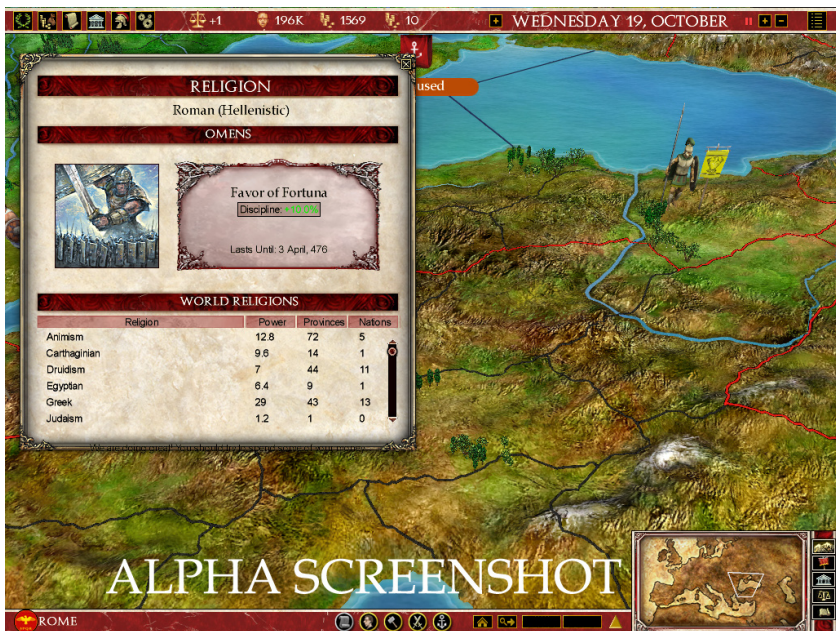 +1 196K 1569 10 WEDNESDAY 19, OCTOBER
used
RELIGION
Roman (Hellenistic)
OMENS
Favor of Fortuna
Discipline: +10.0%
Lasts Until: 3 April, 476
WORLD RELIGIONS
Religion Power Provinces Nations
Animism 12.8 72 5
Carthaginian 9.6 14 1
Druidism 7 44 11
Egyptian 6.4 9 1
Greek 29 43 13
Judaism 1.2 1 0
ALPHA SCREENSHOT
ROME